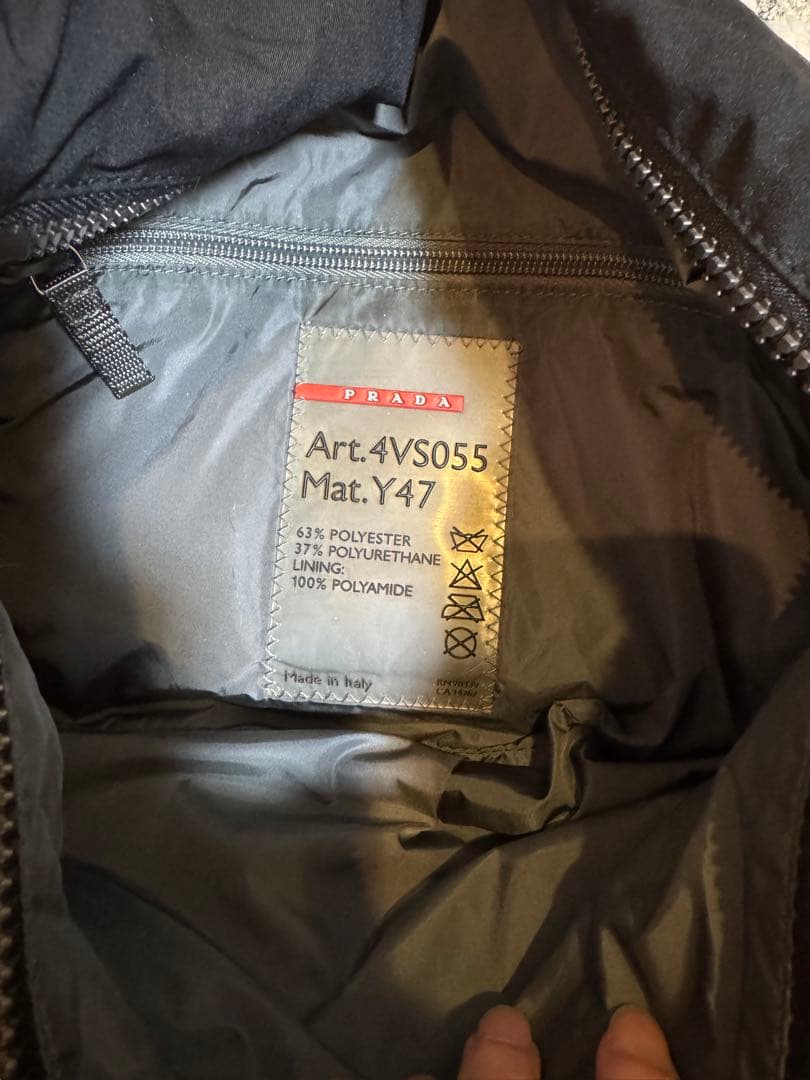 PRADA
Art.4VS055
Mat.Y47
63% POLYESTER
37% POLYURETHANE
LINING:
100% POLYAMIDE
Made in Italy